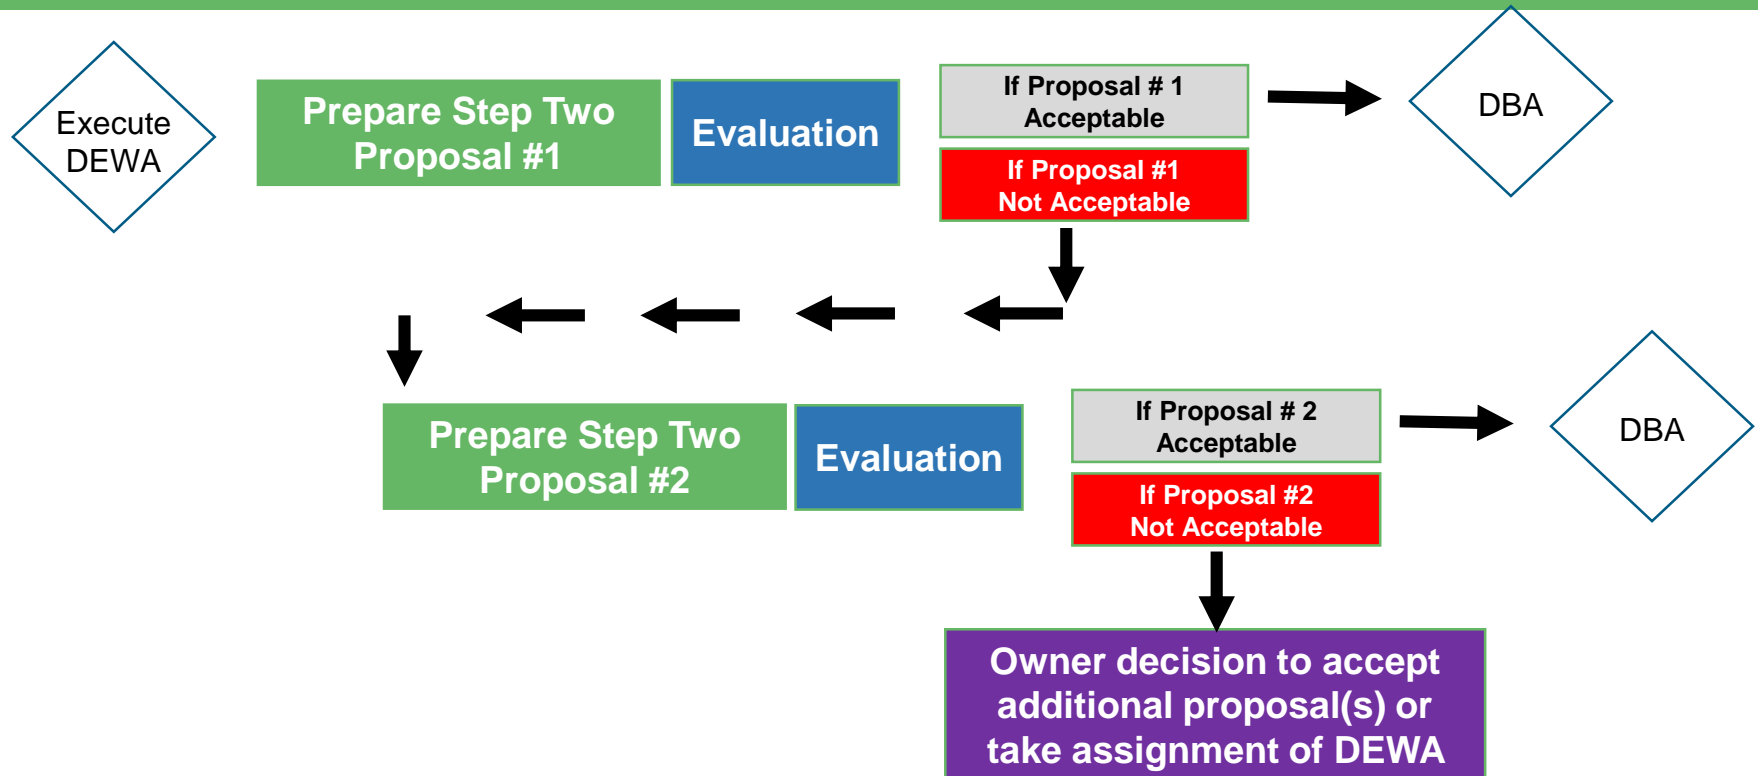 Execute
DEWA
Prepare Step Two
Proposal #1
Evaluation
If Proposal # 1
Acceptable
If Proposal #1
Not Acceptable
DBA
Prepare Step Two
Proposal #2
Evaluation
If Proposal # 2
Acceptable
If Proposal #2
Not Acceptable
DBA
Owner decision to accept
additional proposal(s) or
take assignment of DEWA